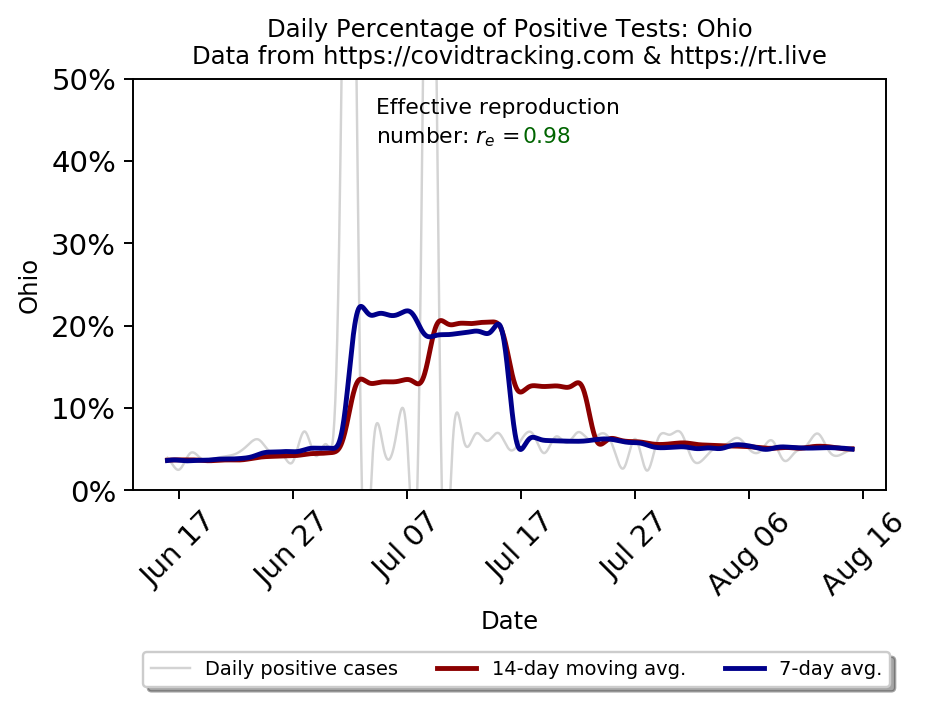 Daily Percentage of Positive Tests: Ohio
Data from https://covidtracking.com & https://rt.live
50%
40%
30%
20%
10%
0%
Ohio
Effective reproduction
number: rₑ =0.98
Jun 17
Jun 27
Jul 07
Jul 17
Jul 27
Aug 06
Aug 16
Date
Daily positive cases
14-day moving avg.
7-day avg.